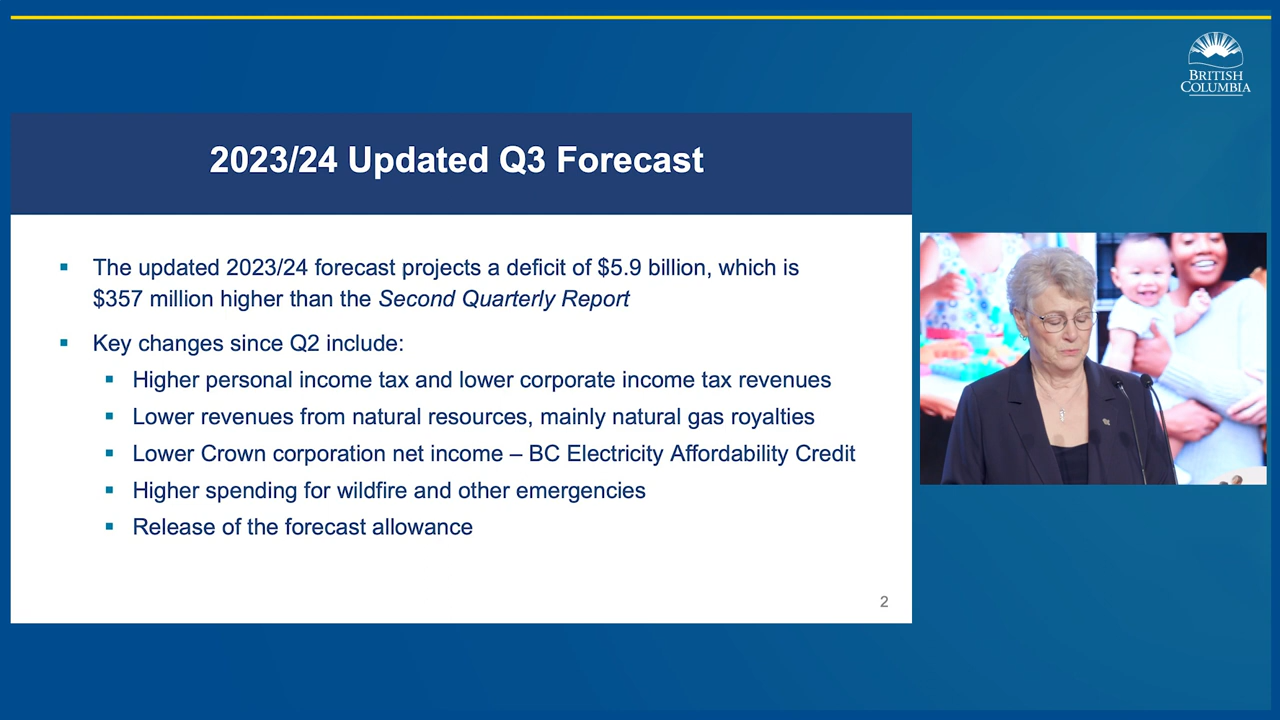 BRITISH
COLUMBIA
2023/24 Updated Q3 Forecast
▪ The updated 2023/24 forecast projects a deficit of $5.9 billion, which is
$357 million higher than the Second Quarterly Report
▪ Key changes since Q2 include:
▪ Higher personal income tax and lower corporate income tax revenues
▪ Lower revenues from natural resources, mainly natural gas royalties
▪ Lower Crown corporation net income – BC Electricity Affordability Credit
▪ Higher spending for wildfire and other emergencies
▪ Release of the forecast allowance
2